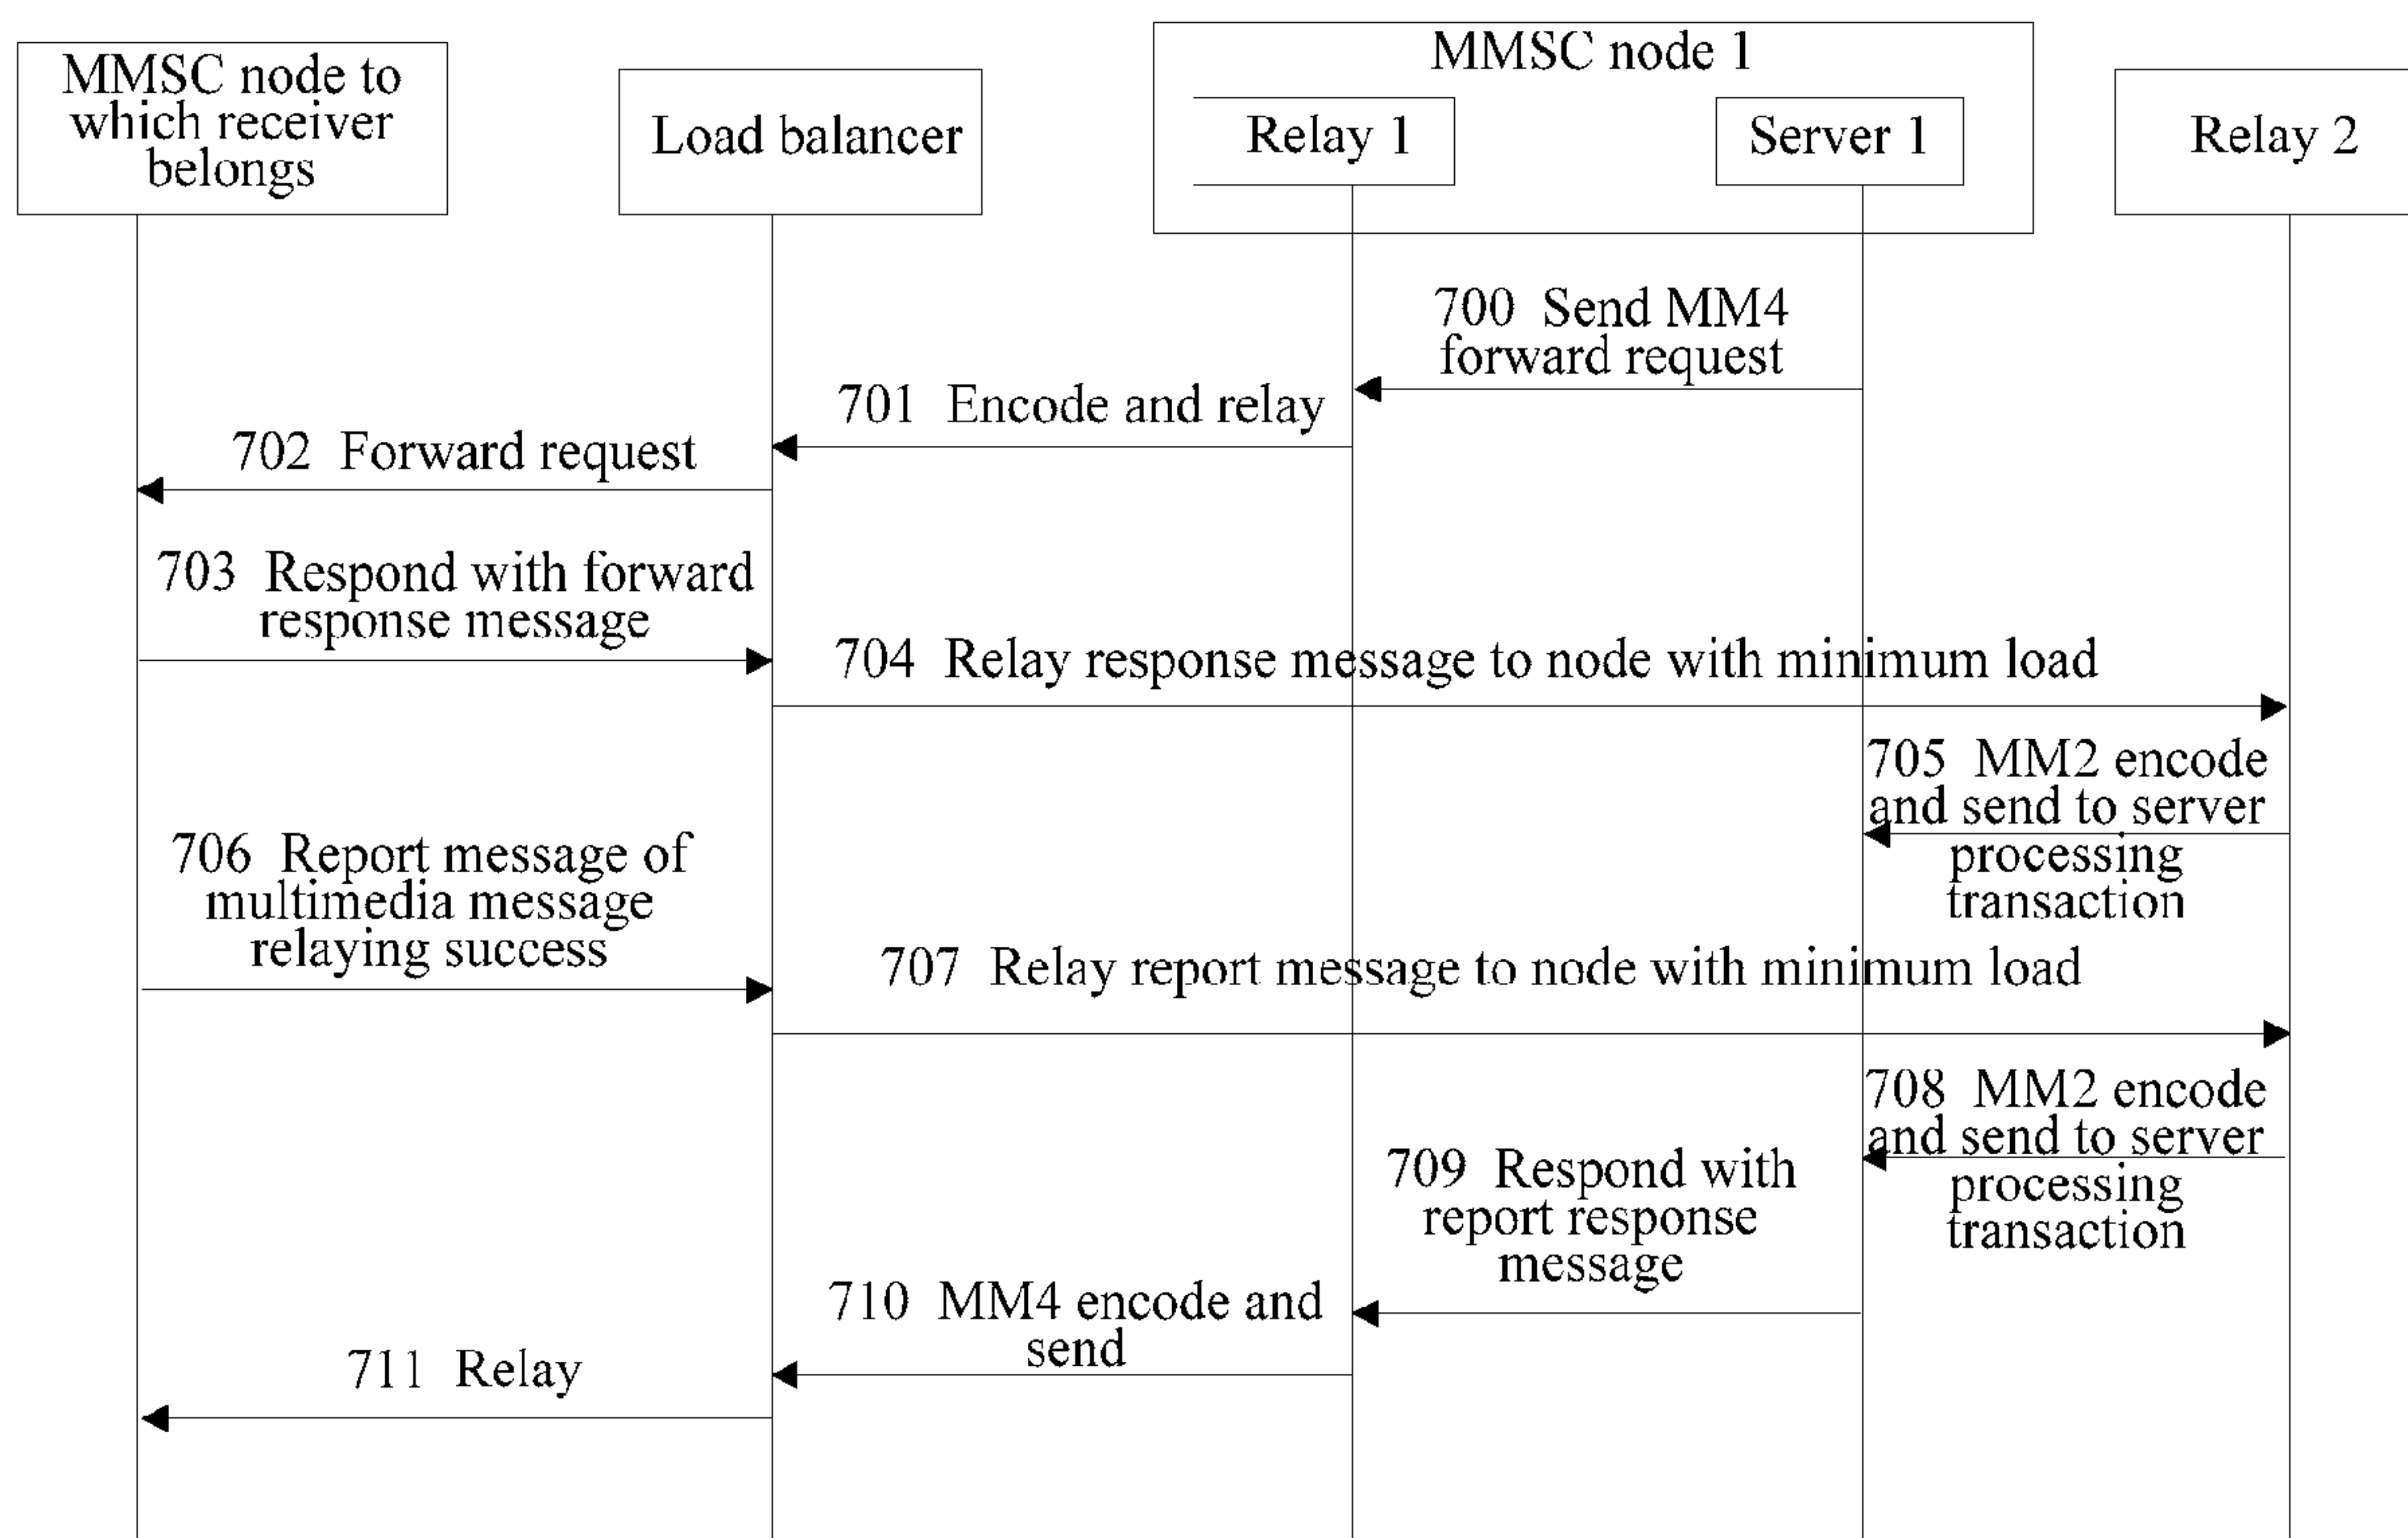 MMSC node to
which receiver
belongs
Load balancer
MMSC node 1
Relay 1
Server 1
Relay 2
700 Send MM4
forward request
701 Encode and relay
702 Forward request
703 Respond with forward
response message
704 Relay response message to node with minimum load
705 MM2 encode
and send to server
processing
transaction
706 Report message of
multimedia message
relaying success
707 Relay report message to node with minimum load
708 MM2 encode
and send to server
processing
transaction
709 Respond with
report response
message
710 MM4 encode and
send
711 Relay